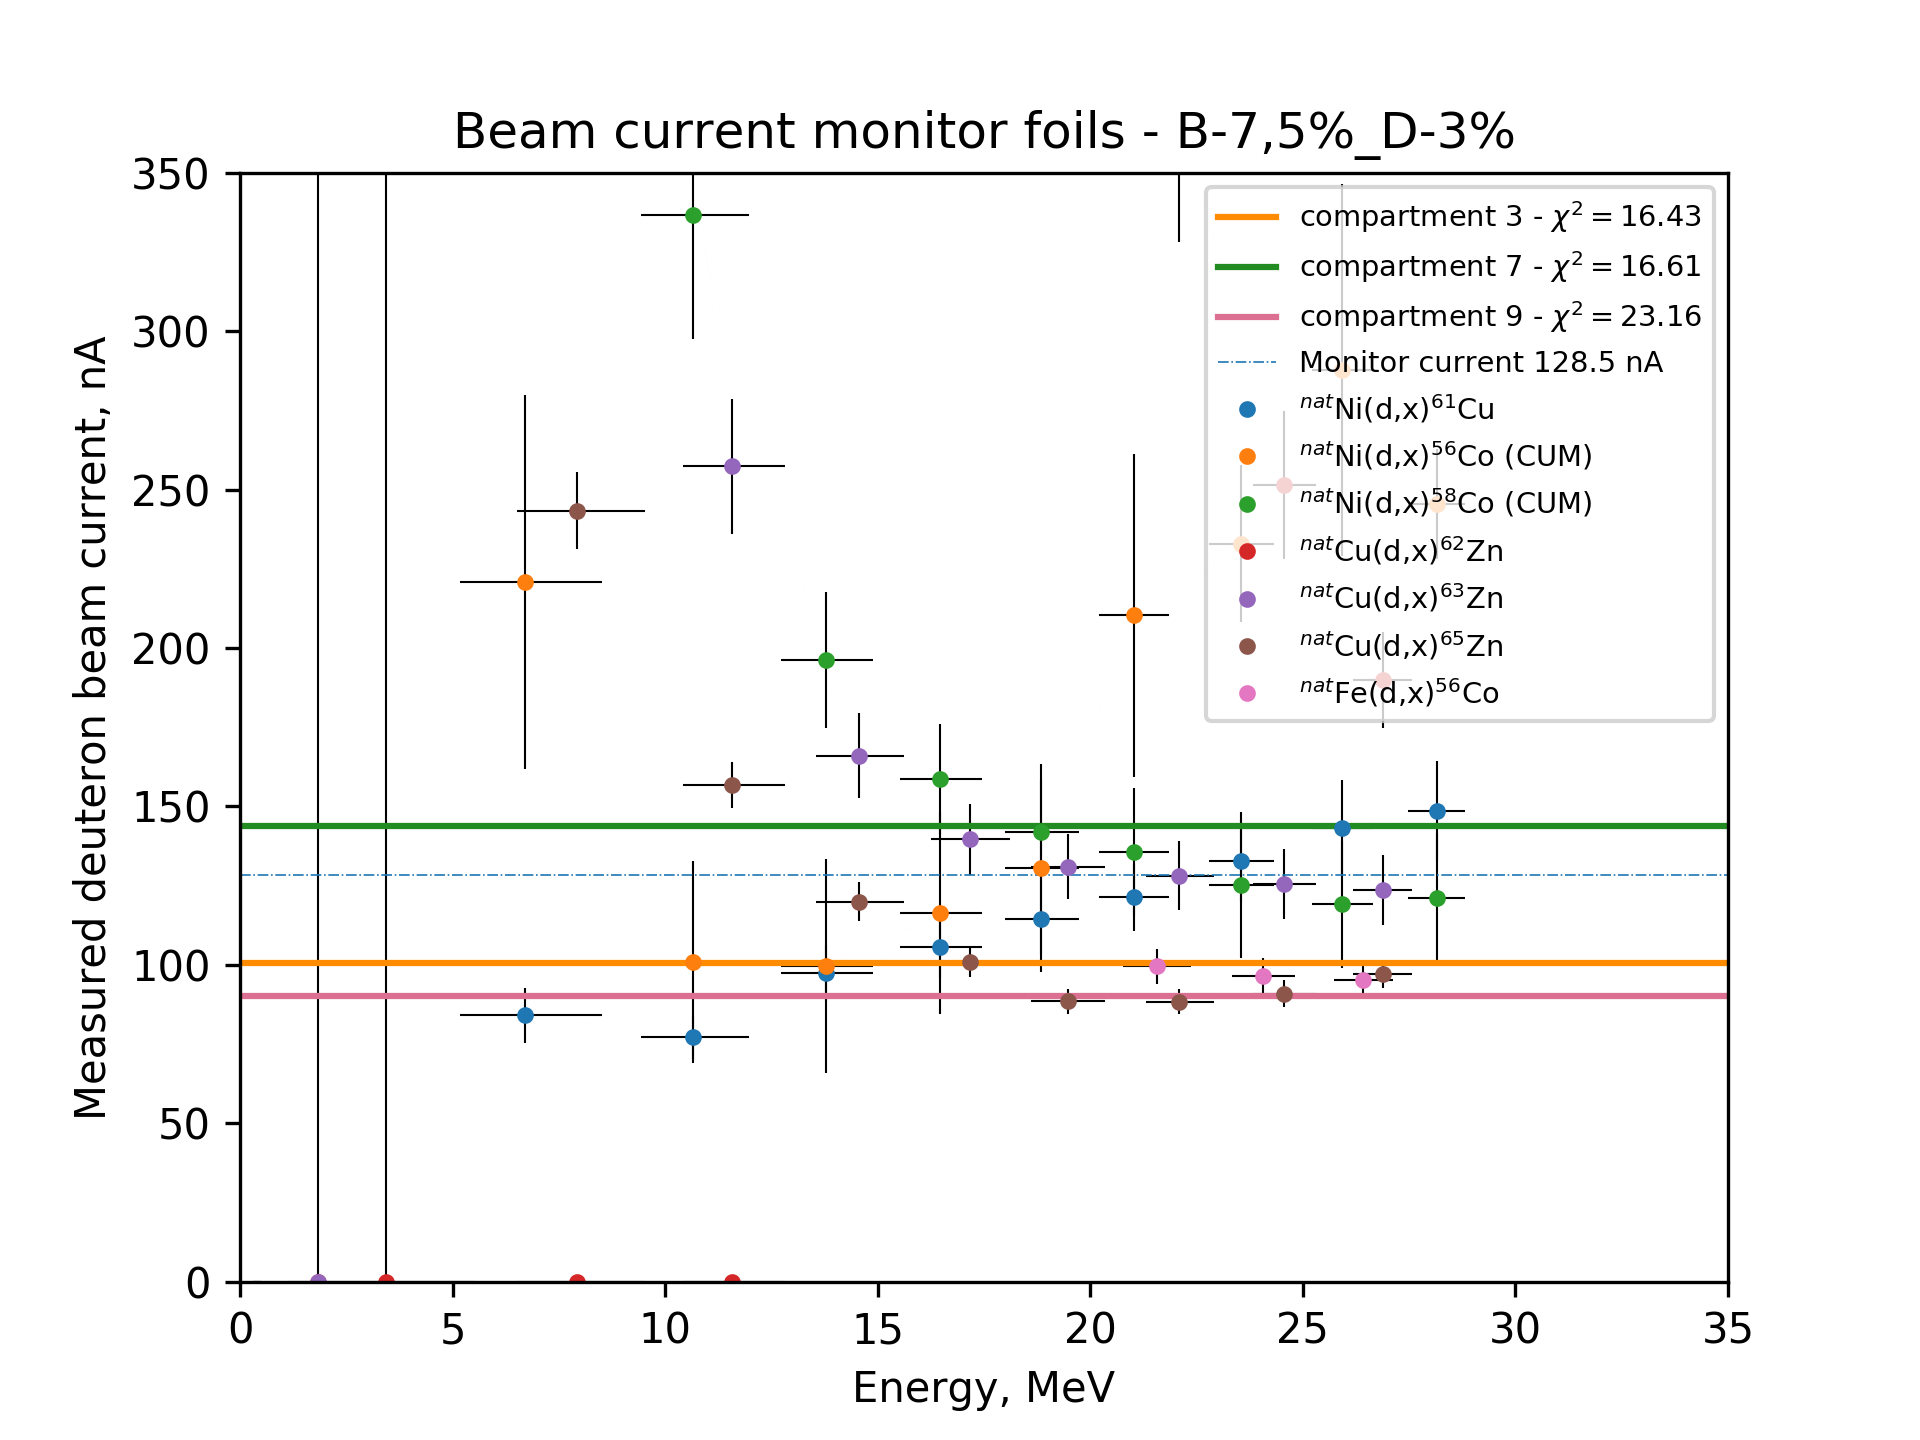 Beam current monitor foils - B-7,5%_D-3%
Measured deuteron beam current, nA
350
300
250
200
150
100
50
0
compartment 3 - χ² = 16.43
compartment 7 - χ² = 16.61
compartment 9 - χ² = 23.16
Monitor current 128.5 nA
ⁿᵃᵗNi(d,x)⁶¹Cu
ⁿᵃᵗNi(d,x)⁵⁶Co (CUM)
ⁿᵃᵗNi(d,x)⁵⁸Co (CUM)
ⁿᵃᵗCu(d,x)⁶²Zn
ⁿᵃᵗCu(d,x)⁶³Zn
ⁿᵃᵗCu(d,x)⁶⁵Zn
ⁿᵃᵗFe(d,x)⁵⁶Co
0 5 10 15 20 25 30 35
Energy, MeV